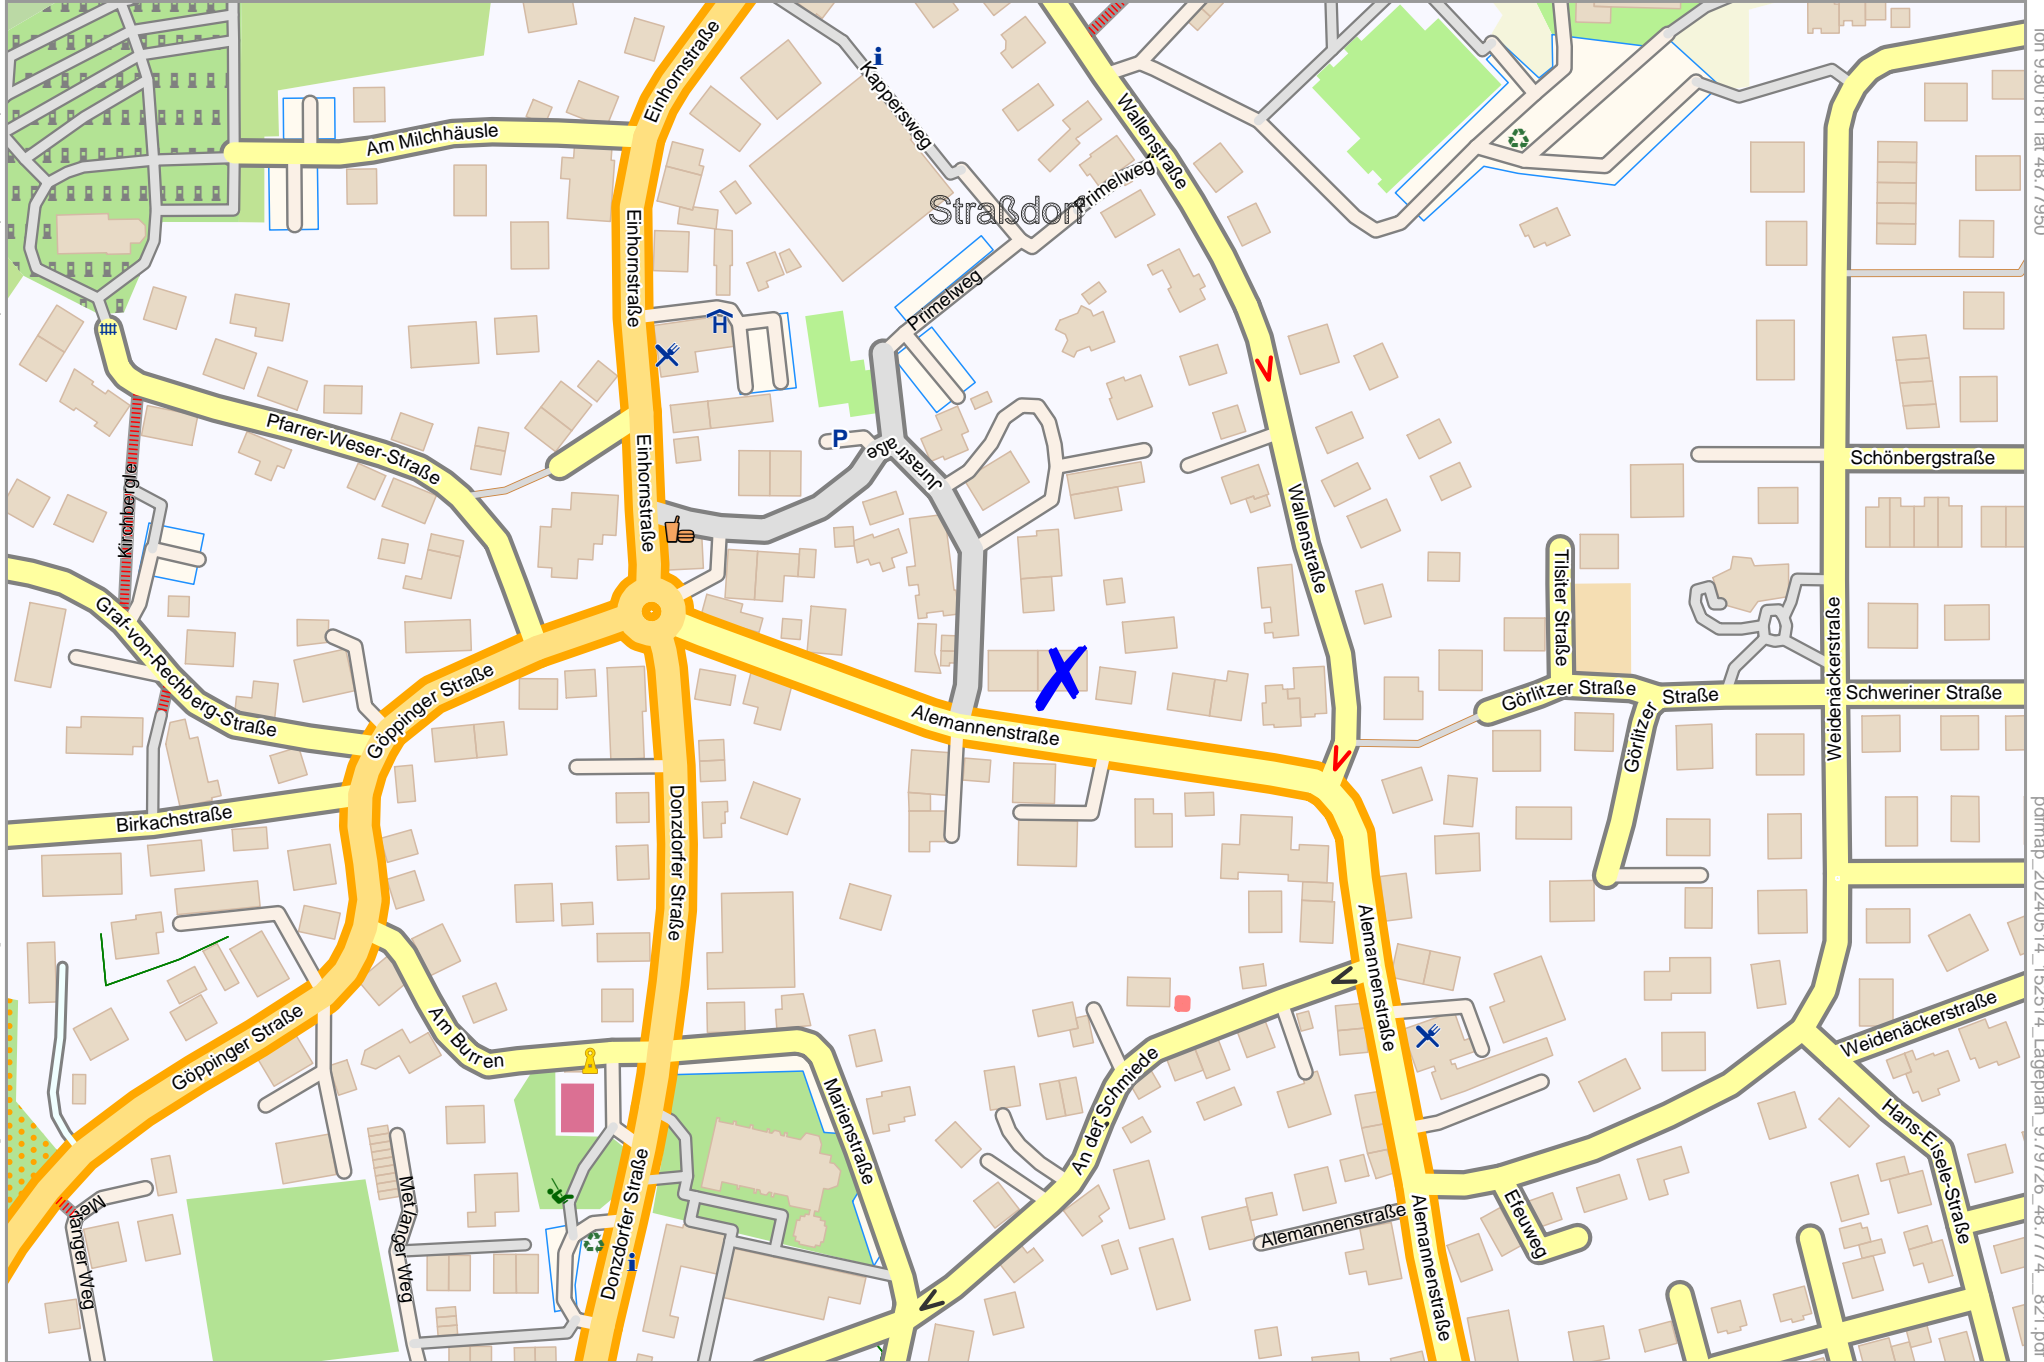 Einhornstraße
Kappersweg
Am Milchhäusle
Wallenstraße
Primelweg
Straßdorf
Einhornstraße
Primelweg
H
Pfarrer-Weser-Straße
P
Jurastraße
Einhornstraße
Kirchbergle
Wallenstraße
Schönbergstraße
Tilsiter Straße
Graf-von-Rechberg-Straße
Göppinger Straße
Görlitzer Straße
Straße
Görlitzer
Schweriner Straße
Weidenäckerstraße
Alemannenstraße
Birkachstraße
Donzdorfer Straße
Alemannenstraße
Göppinger Straße
Am Burren
An der Schmiede
Weidenäckerstraße
Marienstraße
Hans-Eisele-Straße
Metlanger Weg
Metlanger Weg
Donzdorfer Straße
Alemannenstraße
Alemannenstraße
Efeuweg